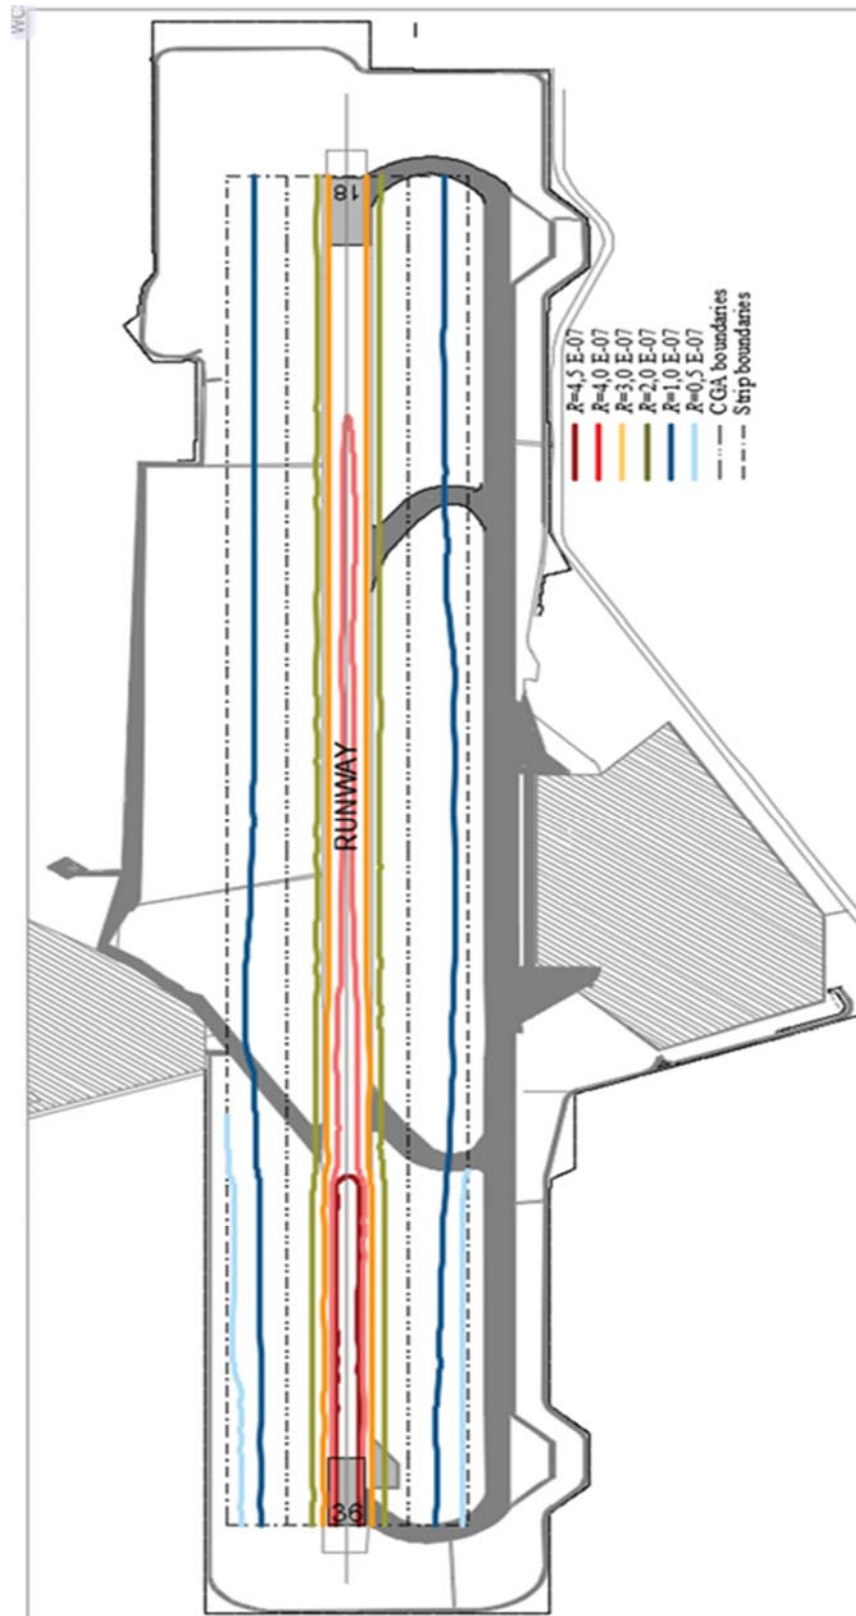 WC
18
R=4,5 E-07
R=4,0 E-07
R=3,0 E-07
R=2,0 E-07
R=1,0 E-07
R=0,5 E-07
CGA boundaries
Strip boundaries
RUNWAY
36